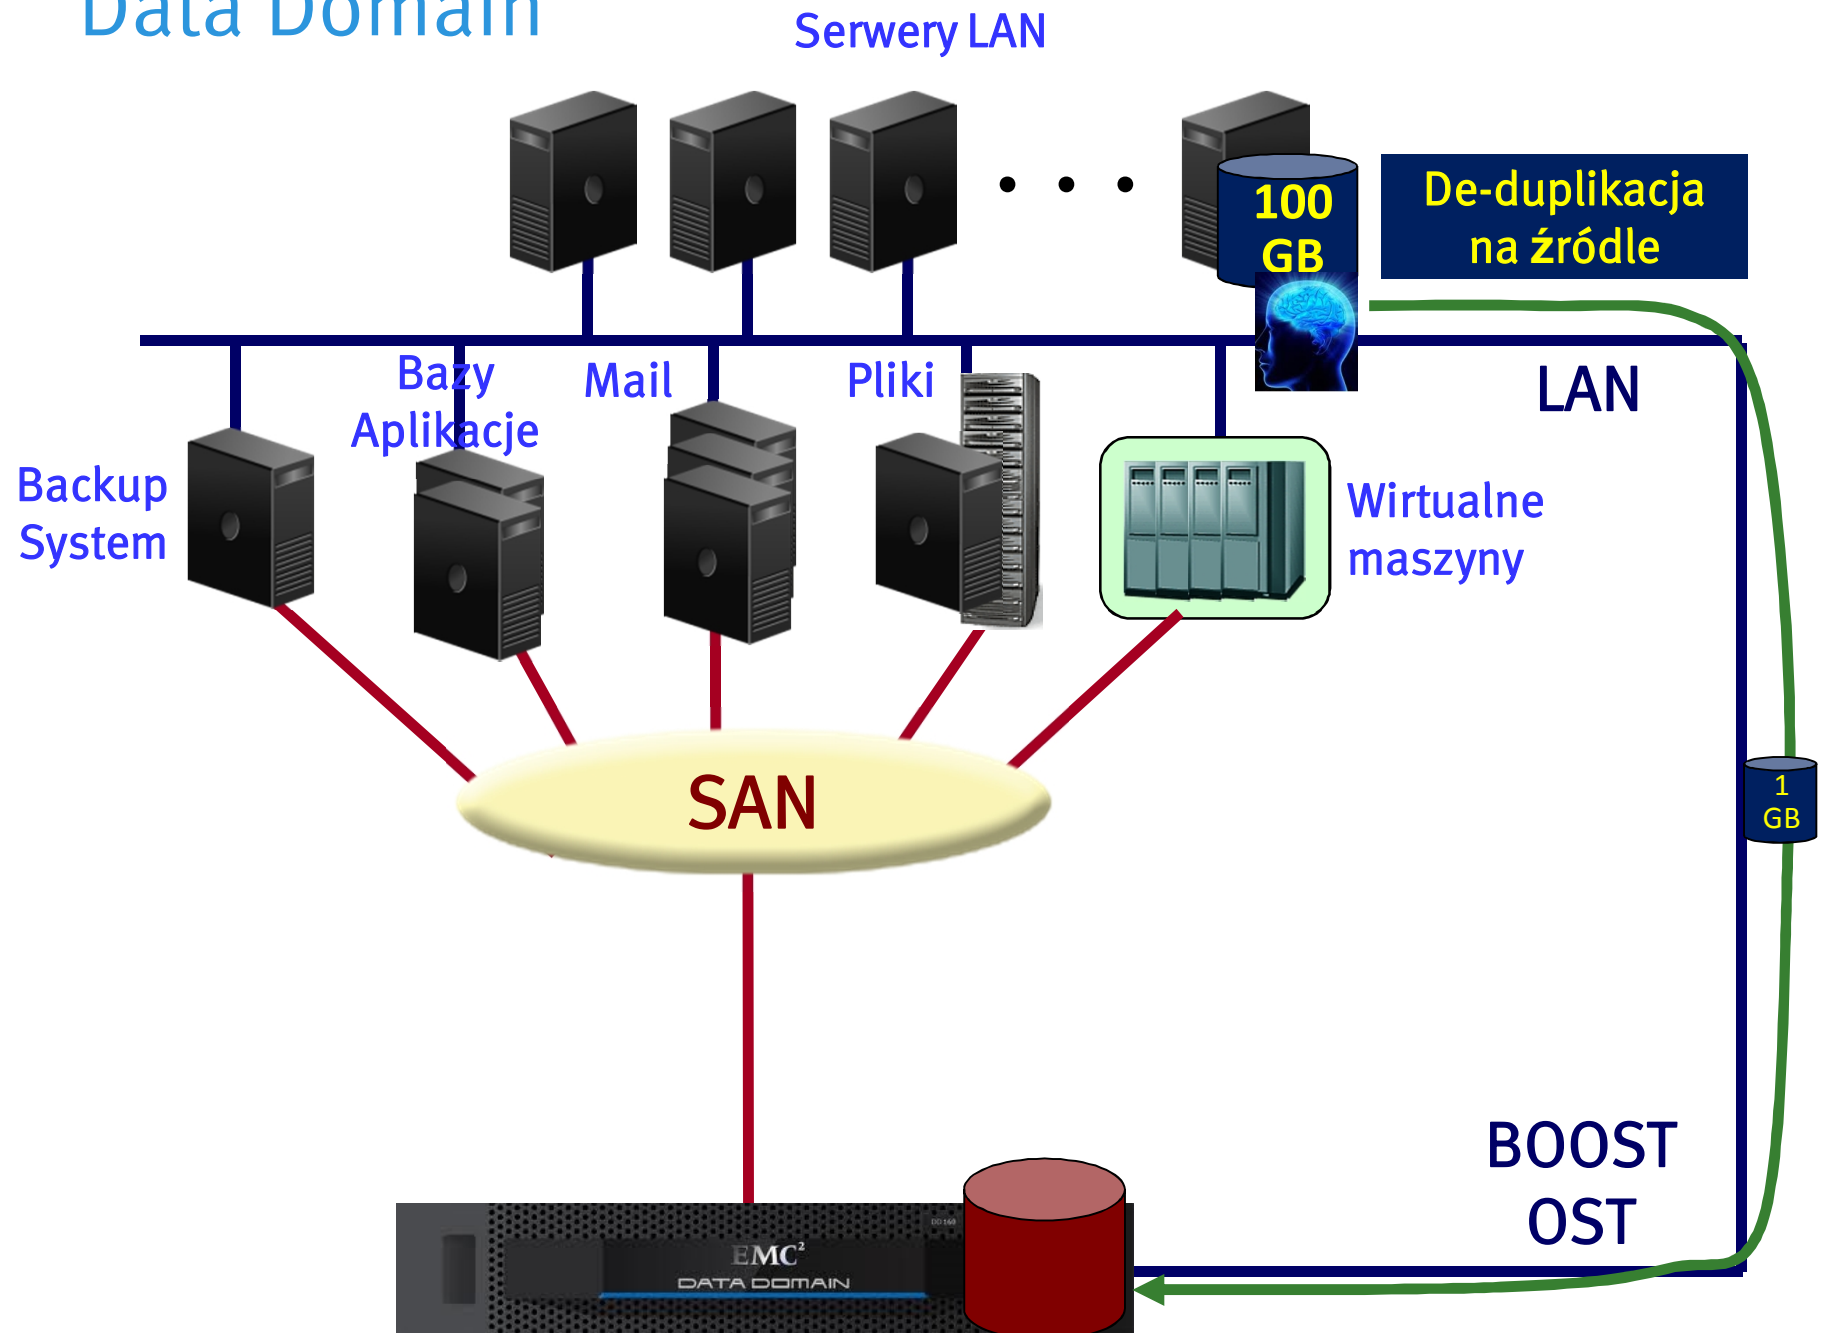 Data Domain
Serwery LAN
100
GB
De-duplikacja
na źródle
Bazy
Aplikacje
Mail
Pliki
LAN
Backup
System
Wirtualne
maszyny
SAN
1
GB
BOOST
OST
DD160
EMC²
DATA DOMAIN